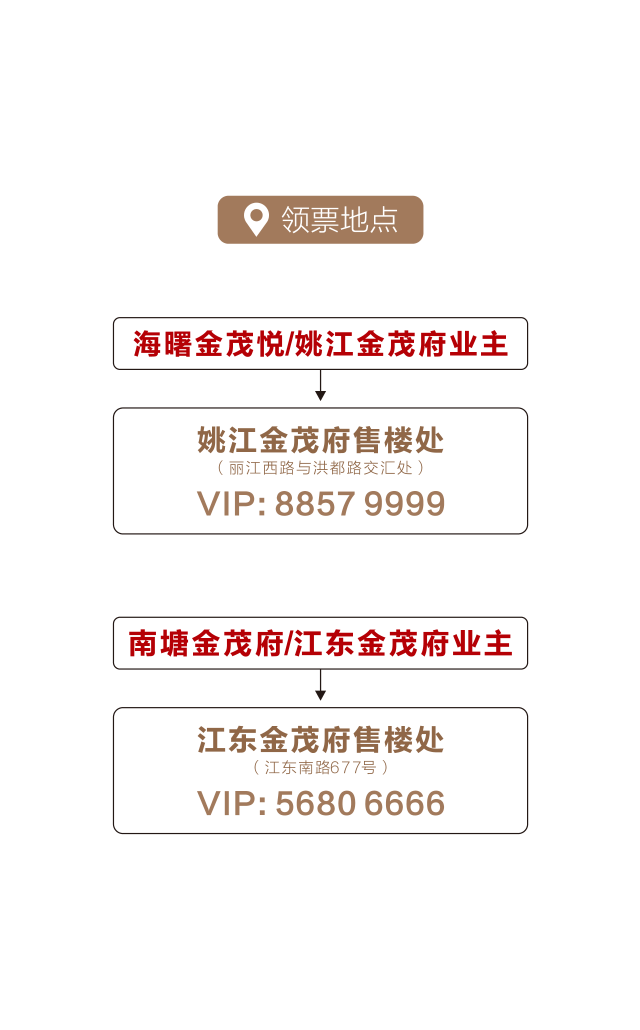 领票地点
海曙金茂悦/姚江金茂府业主
姚江金茂府售楼处
（丽江西路与洪都路交汇处）
VIP: 8857 9999
南塘金茂府/江东金茂府业主
江东金茂府售楼处
（江东南路677号）
VIP: 5680 6666